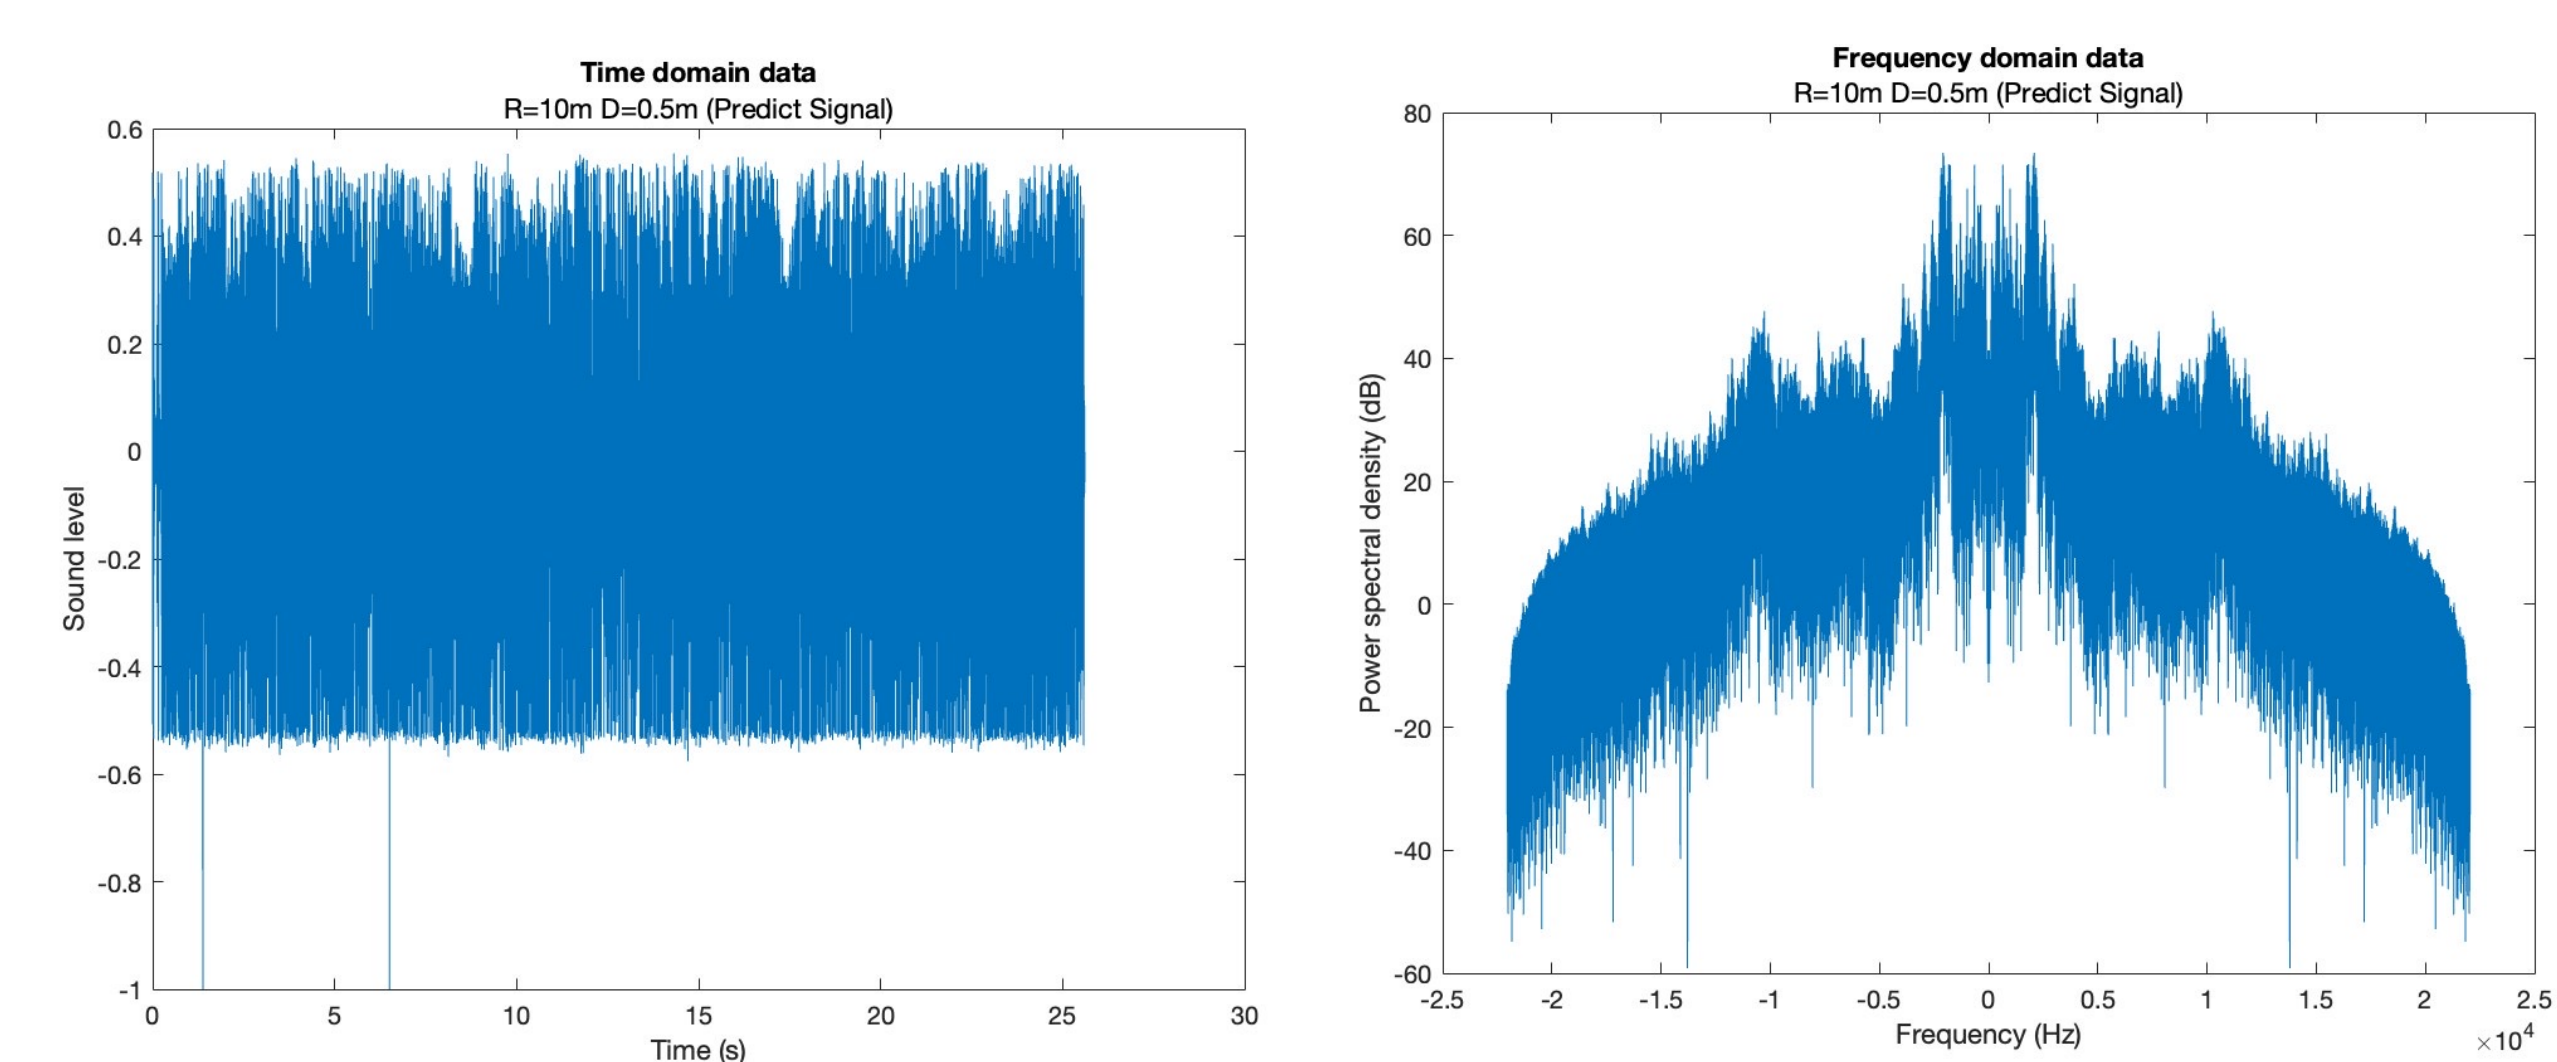 Time domain data
R=10m D=0.5m (Predict Signal)
0.6
0.4
0.2
0
-0.2
-0.4
-0.6
-0.8
-1
Sound level
0 5 10 15 20 25 30
Time (s)
Frequency domain data
R=10m D=0.5m (Predict Signal)
80
60
40
20
0
-20
-40
-60
Power spectral density (dB)
-2.5 -2 -1.5 -1 -0.5 0 0.5 1 1.5 2 2.5
Frequency (Hz)
×10⁴